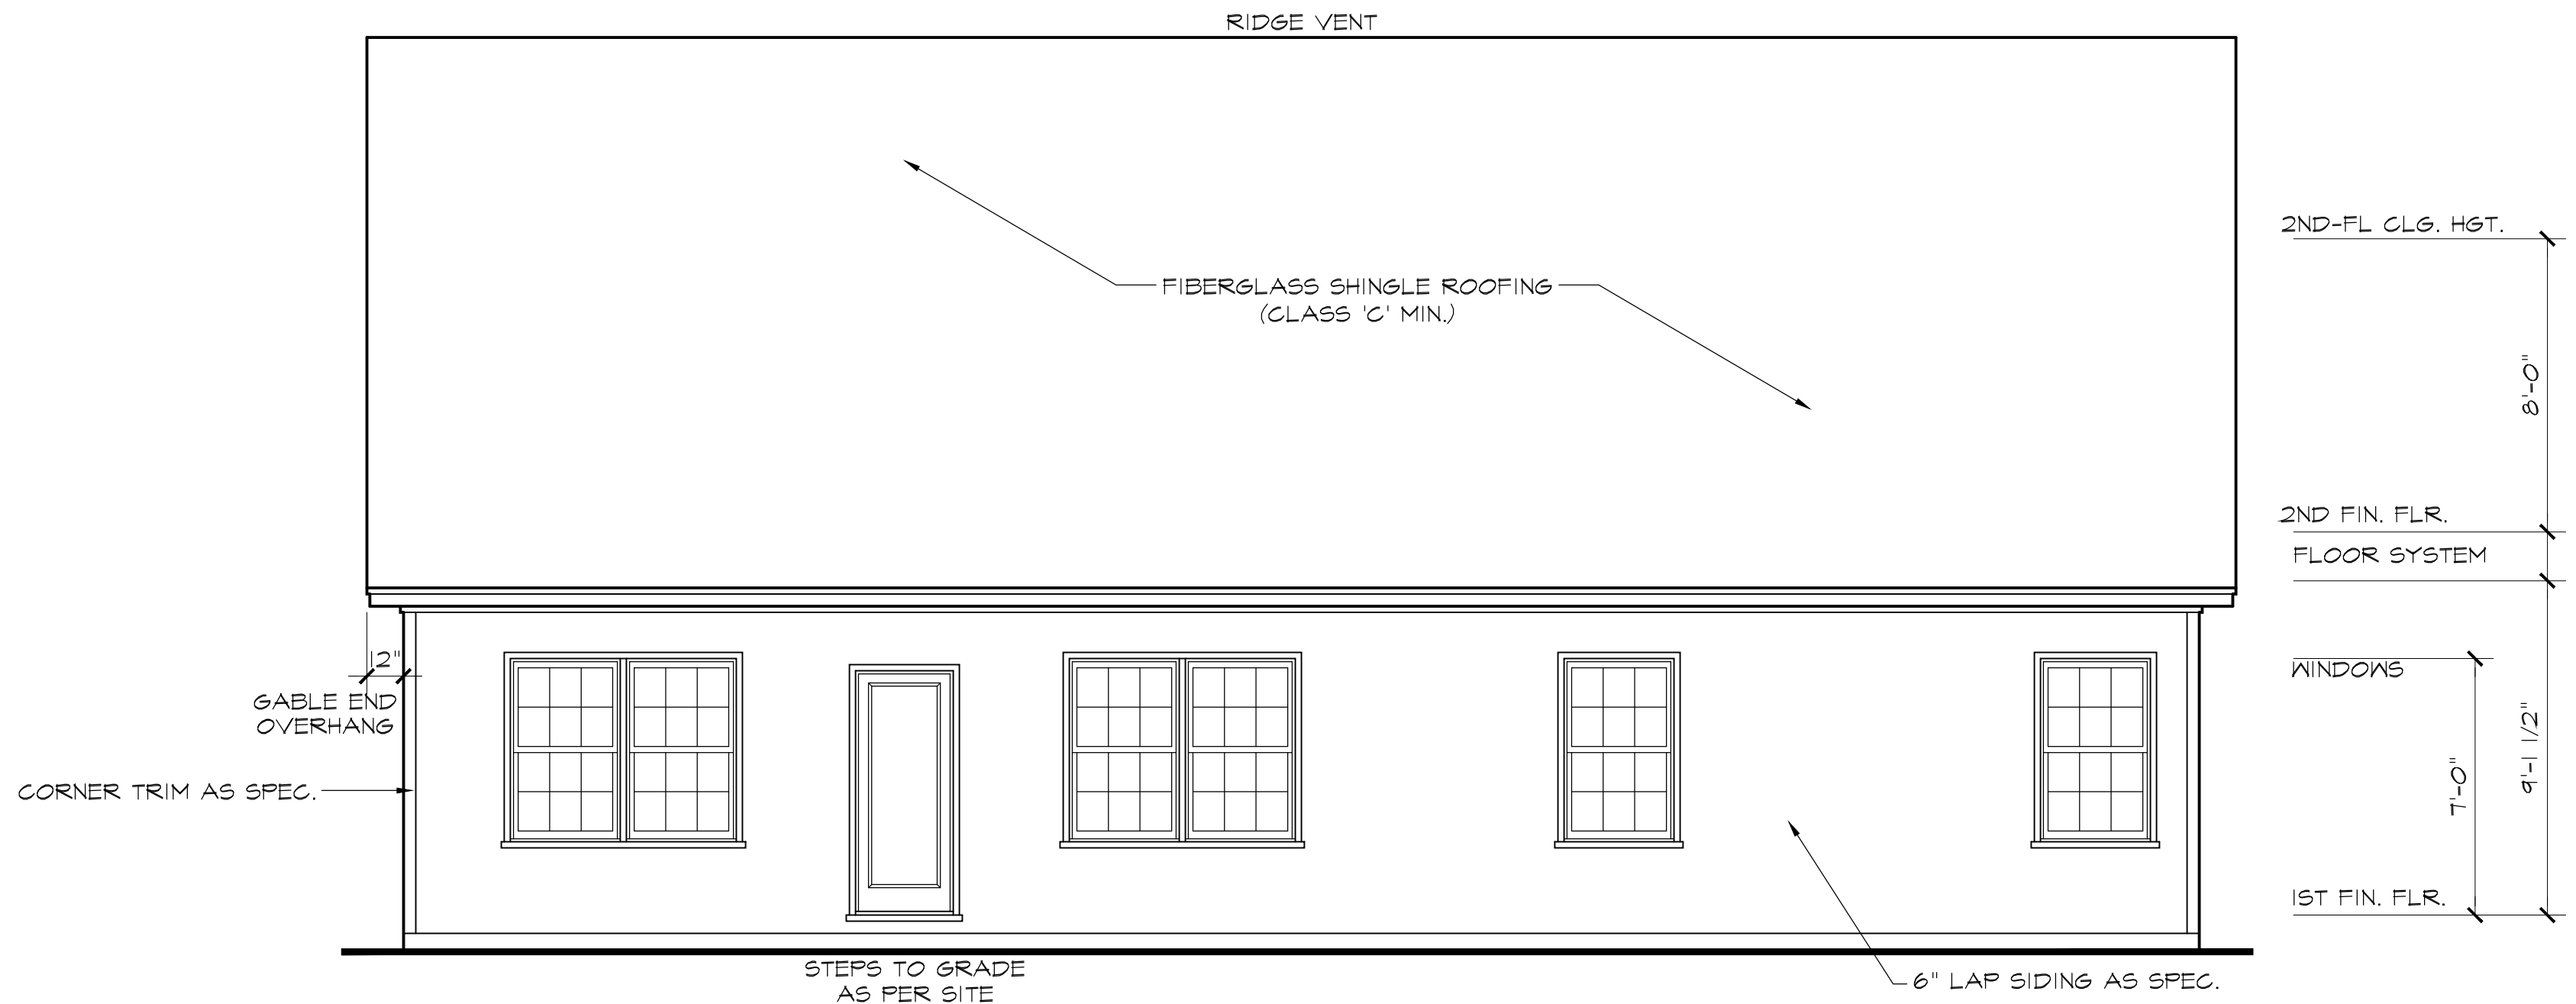 RIDGE VENT
2ND-FL CLG. HGT.
FIBERGLASS SHINGLE ROOFING
(CLASS 'C' MIN.)
8'-0"
2ND FIN. FLR.
FLOOR SYSTEM
12"
GABLE END
OVERHANG
WINDOWS
9'-1 1/2"
7'-0"
CORNER TRIM AS SPEC.
1ST FIN. FLR.
STEPS TO GRADE
AS PER SITE
6" LAP SIDING AS SPEC.